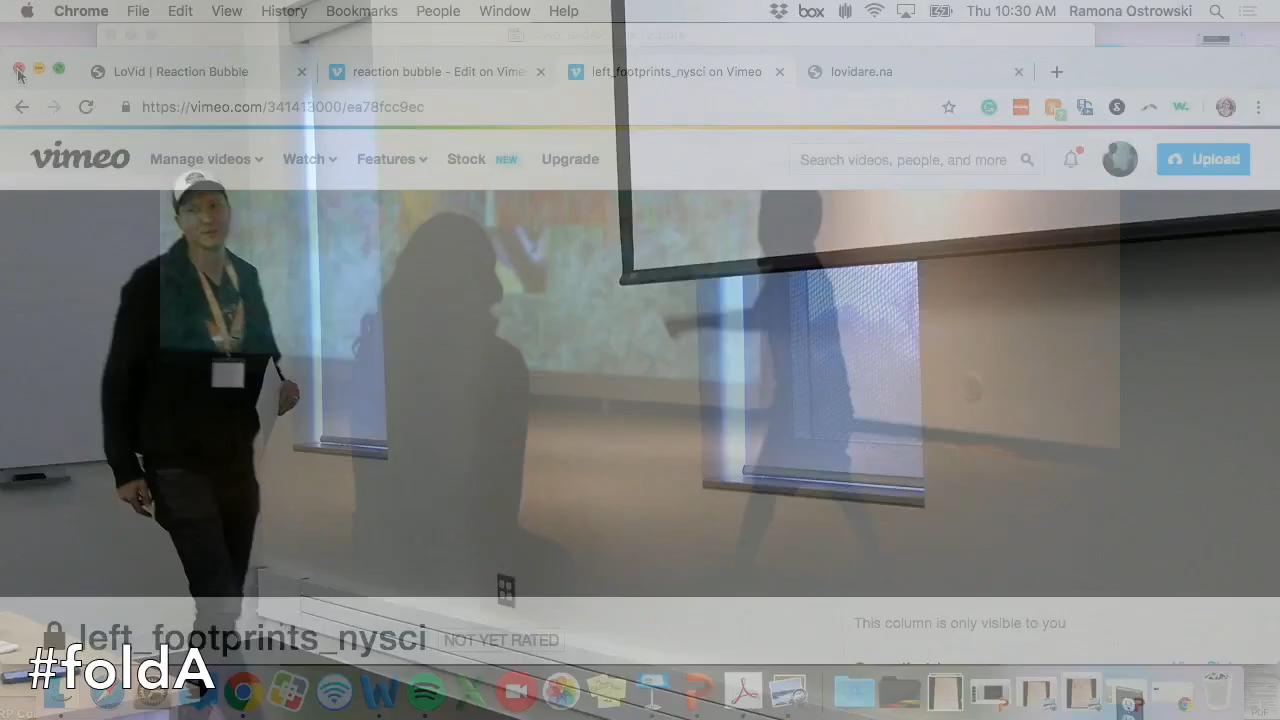 Chrome File Edit View History Bookmarks People Window Help box Thu 10:30 AM Ramona Ostrowski
LoVid | Reaction Bubble reaction bubble - Edit on Vime left_footprints_nysci on Vimeo lovidare.na
https://vimeo.com/341413000/ea78fcc9ec
vimeo Manage videos Watch Features Stock NEW Upgrade Search videos, people, and more Upload
left_footprints_nysci NOT YET RATED
This column is only visible to you
#foldA